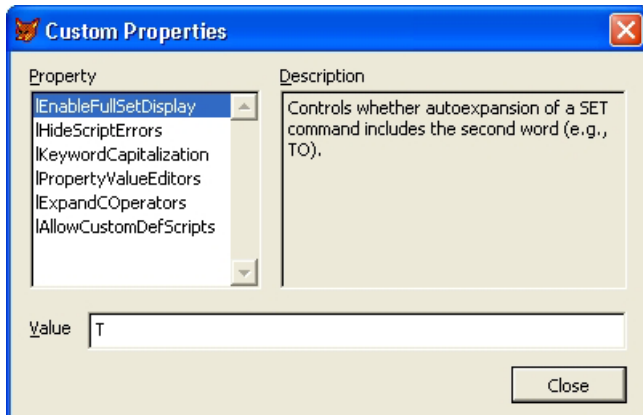 Custom Properties
Property
Description
lEnableFullSetDisplay
lHideScriptErrors
lKeywordCapitalization
lPropertyValueEditors
lExpandCOperators
lAllowCustomDefScripts
Controls whether autoexpansion of a SET
command includes the second word (e.g.,
TO).
Value
T
Close